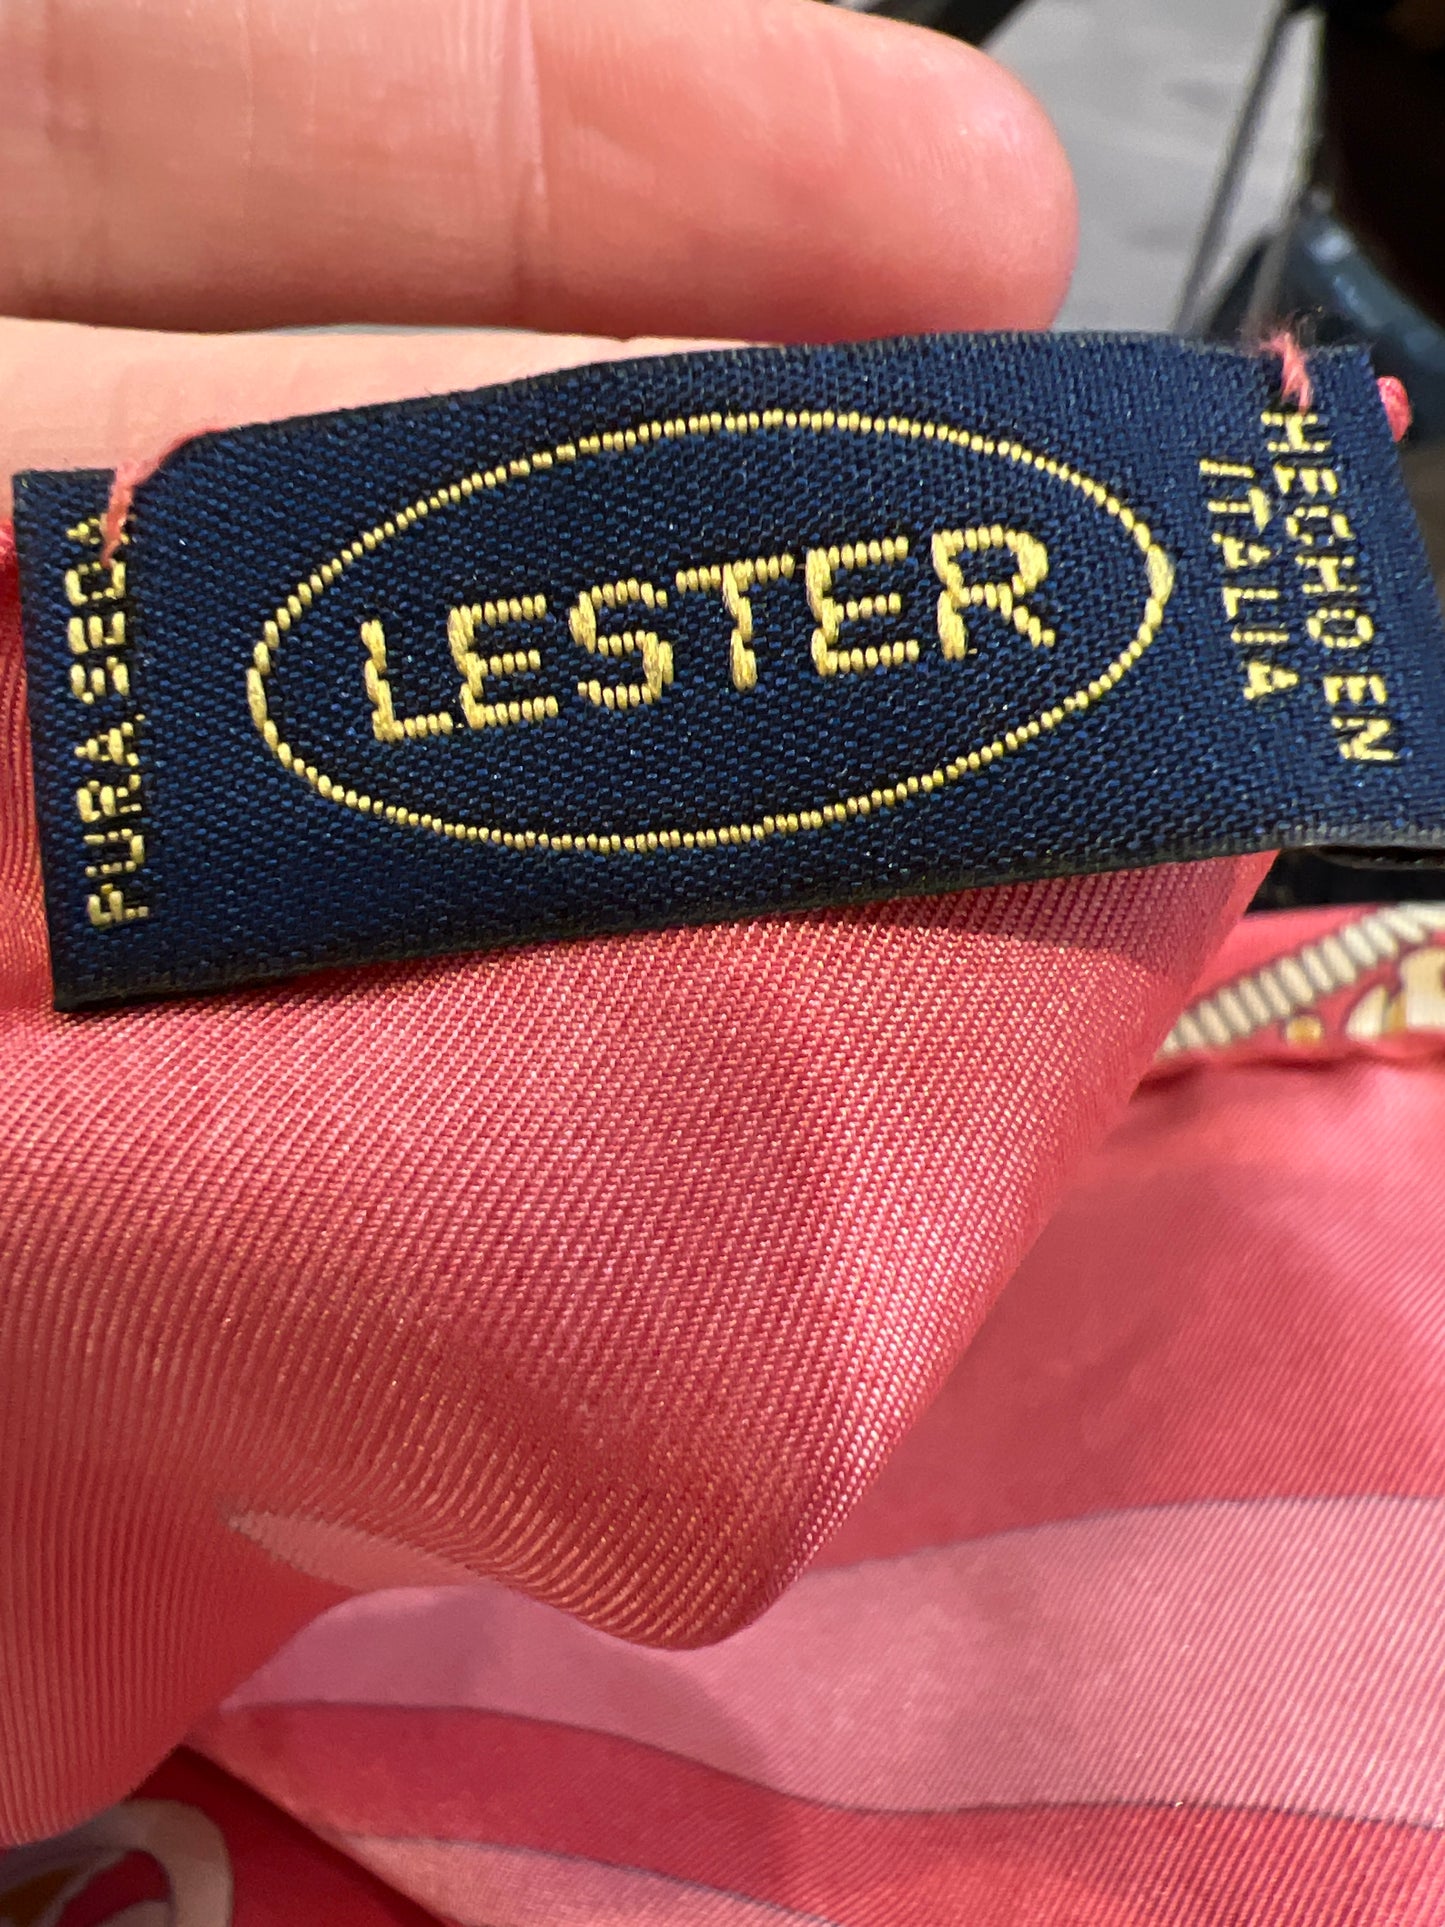 PURA SEDA
LESTER
HECHO EN
ITALIA